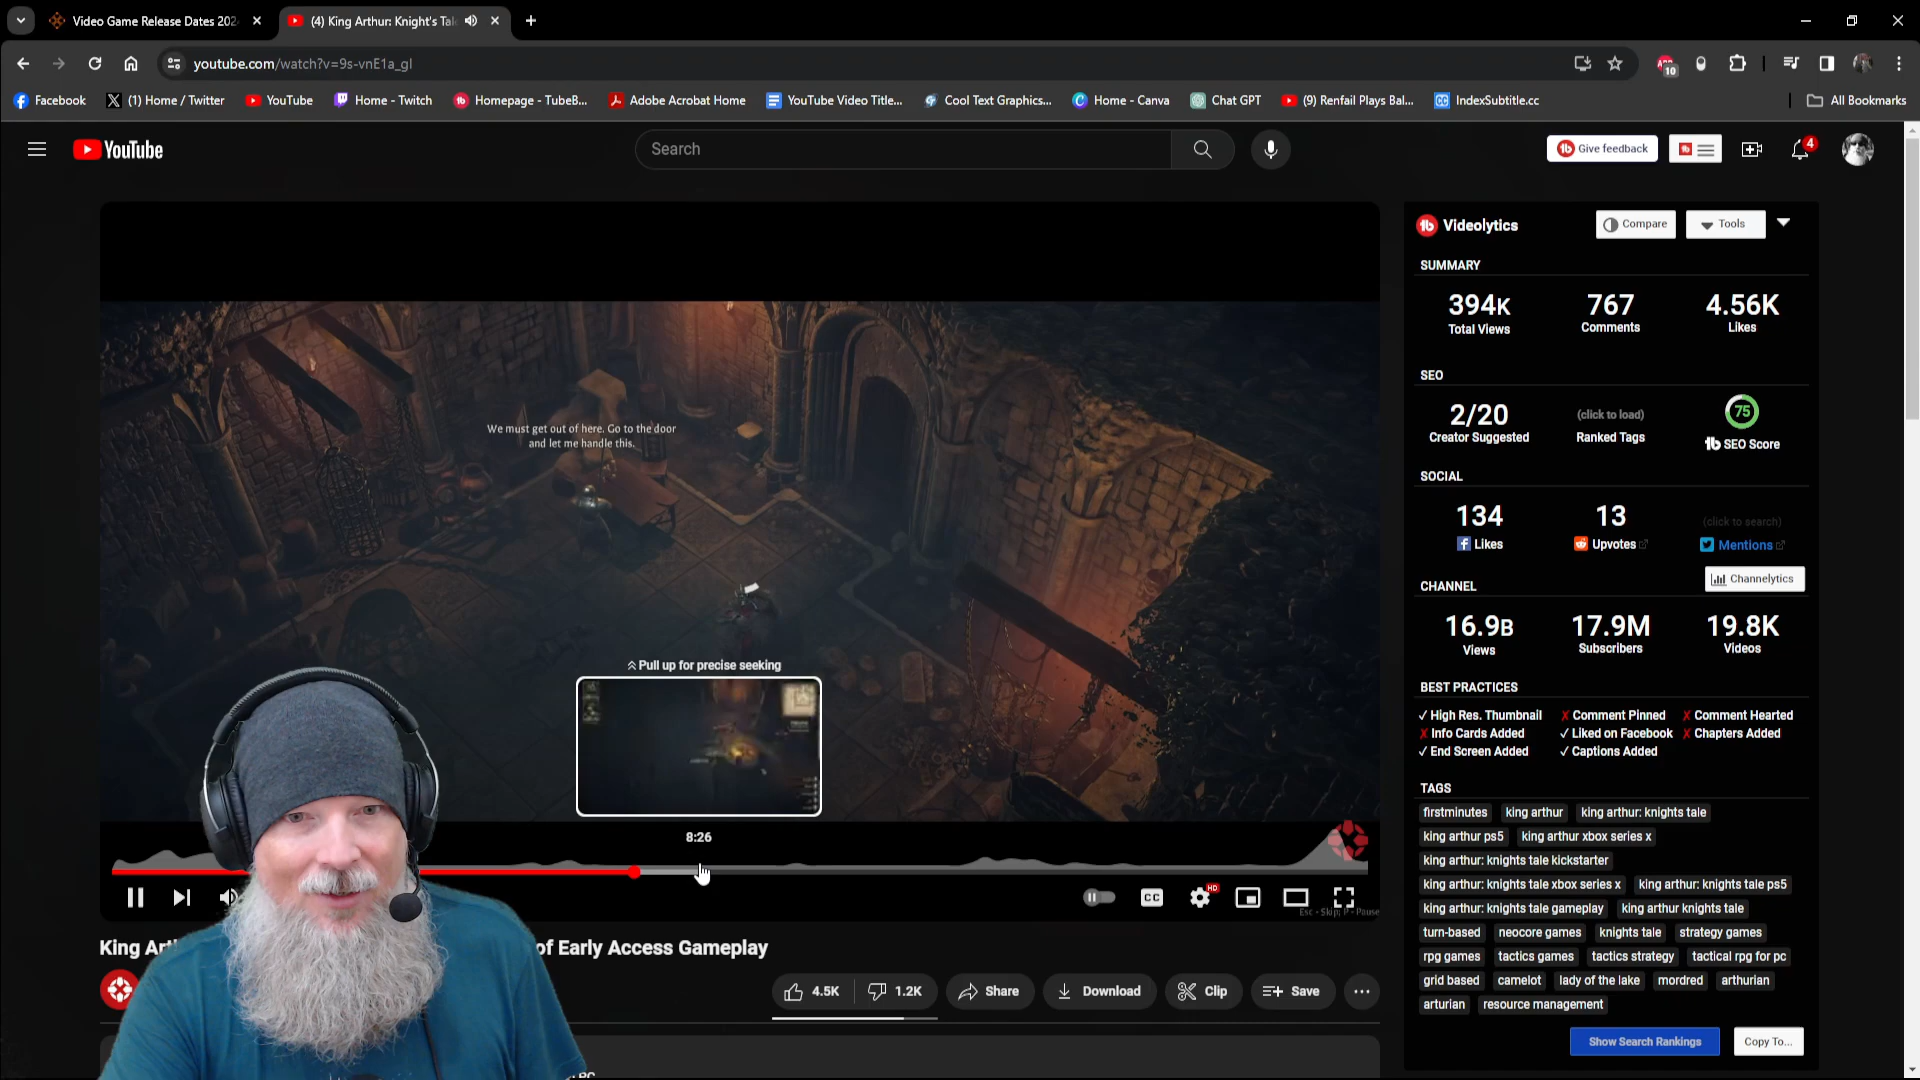 Video Game Release Dates 202
(4) King Arthur: Knight's Tal
youtube.com/watch?v=9s-vnE1a_gI
10
Facebook
(1) Home / Twitter
YouTube
Home - Twitch
Homepage - TubeB...
Adobe Acrobat Home
YouTube Video Title...
Cool Text Graphics...
Home - Canva
Chat GPT
(9) Renfail Plays Bal...
IndexSubtitle.cc
All Bookmarks
YouTube
Search
Give feedback
4
We must get out of here. Go to the door
and let me handle this.
Pull up for precise seeking
8:26
CC
HD
Esc - Skip; P - Pause
King Art
of Early Access Gameplay
4.5K
1.2K
Share
Download
Clip
Save
Videolytics
Compare
Tools
SUMMARY
394K
767
4.56K
Total Views
Comments
Likes
SEO
2/20
(click to load)
75
Creator Suggested
Ranked Tags
SEO Score
SOCIAL
134
13
(click to search)
Likes
Upvotes
Mentions
CHANNEL
Channelytics
16.9B
17.9M
19.8K
Views
Subscribers
Videos
BEST PRACTICES
✓ High Res. Thumbnail
✗ Comment Pinned
✗ Comment Hearted
✗ Info Cards Added
✓ Liked on Facebook
✗ Chapters Added
✓ End Screen Added
✓ Captions Added
TAGS
firstminutes
king arthur
king arthur: knights tale
king arthur ps5
king arthur xbox series x
king arthur: knights tale kickstarter
king arthur: knights tale xbox series x
king arthur: knights tale ps5
king arthur: knights tale gameplay
king arthur knights tale
turn-based
neocore games
knights tale
strategy games
rpg games
tactics games
tactics strategy
tactical rpg for pc
grid based
camelot
lady of the lake
mordred
arthurian
arturian
resource management
Show Search Rankings
Copy To...